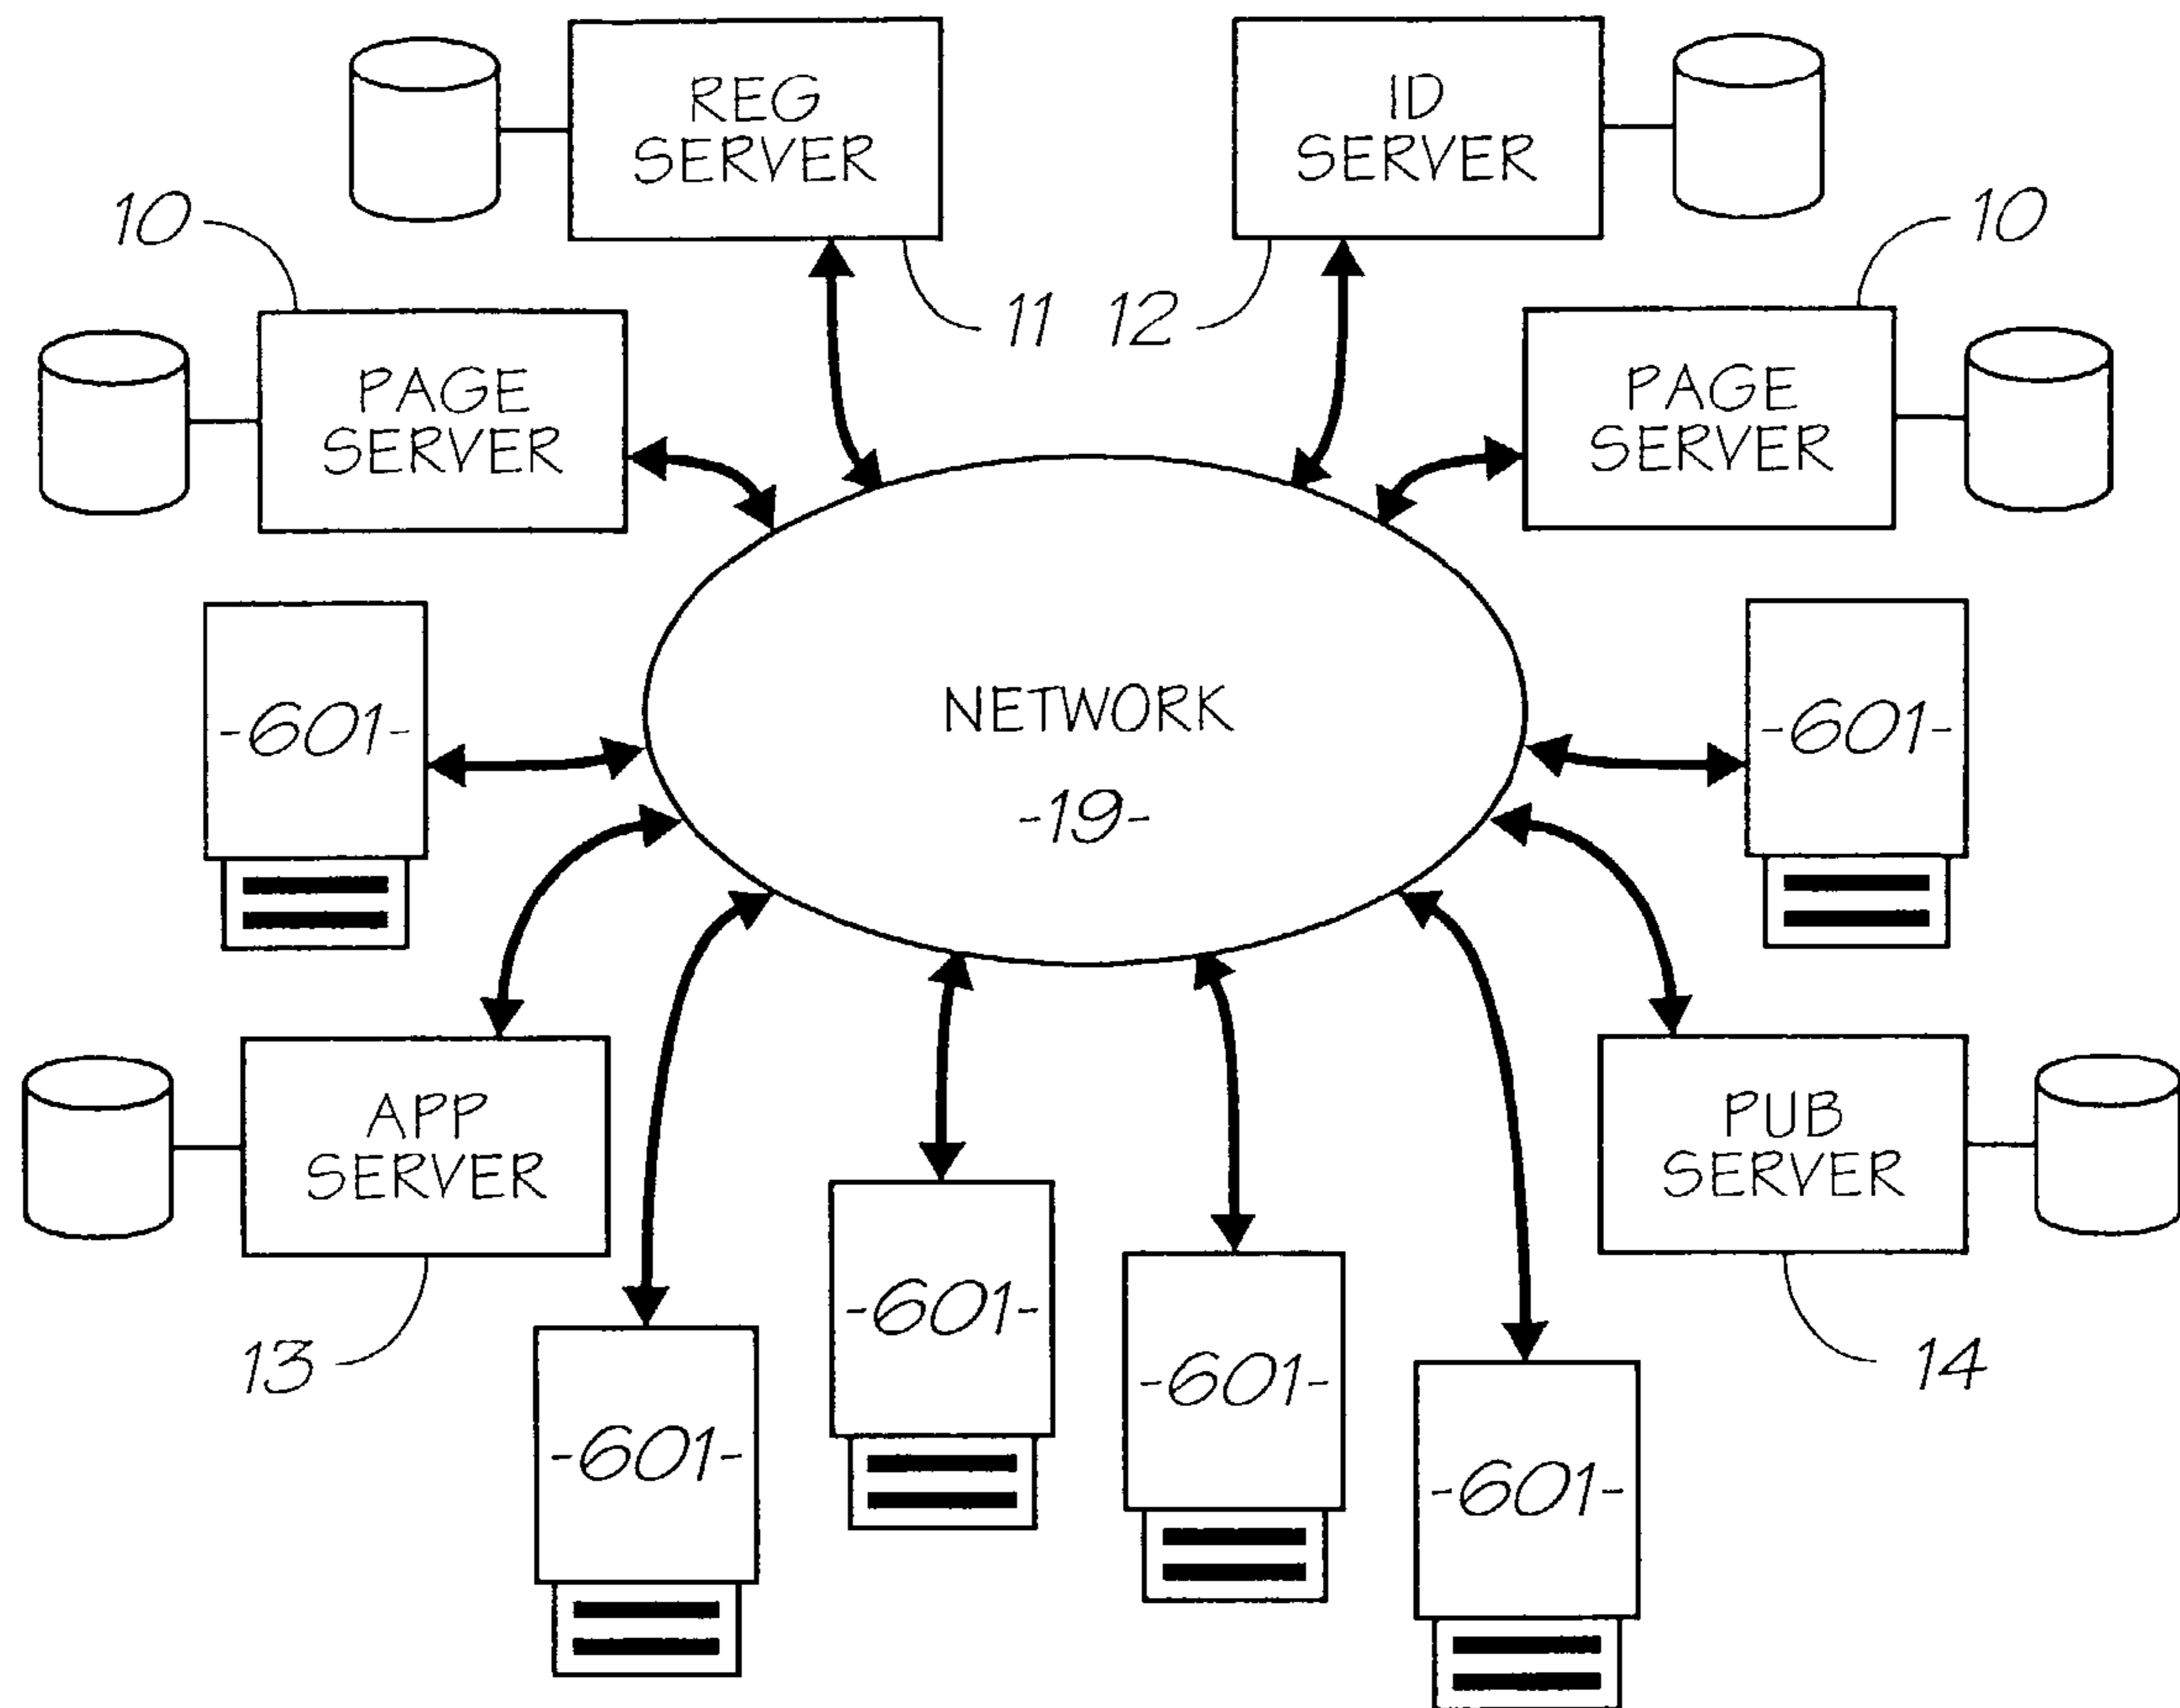 REG
SERVER
ID
SERVER
10
10
11
12
PAGE
SERVER
PAGE
SERVER
-601-
NETWORK
-19-
-601-
APP
SERVER
PUB
SERVER
13
-601-
-601-
-601-
-601-
14